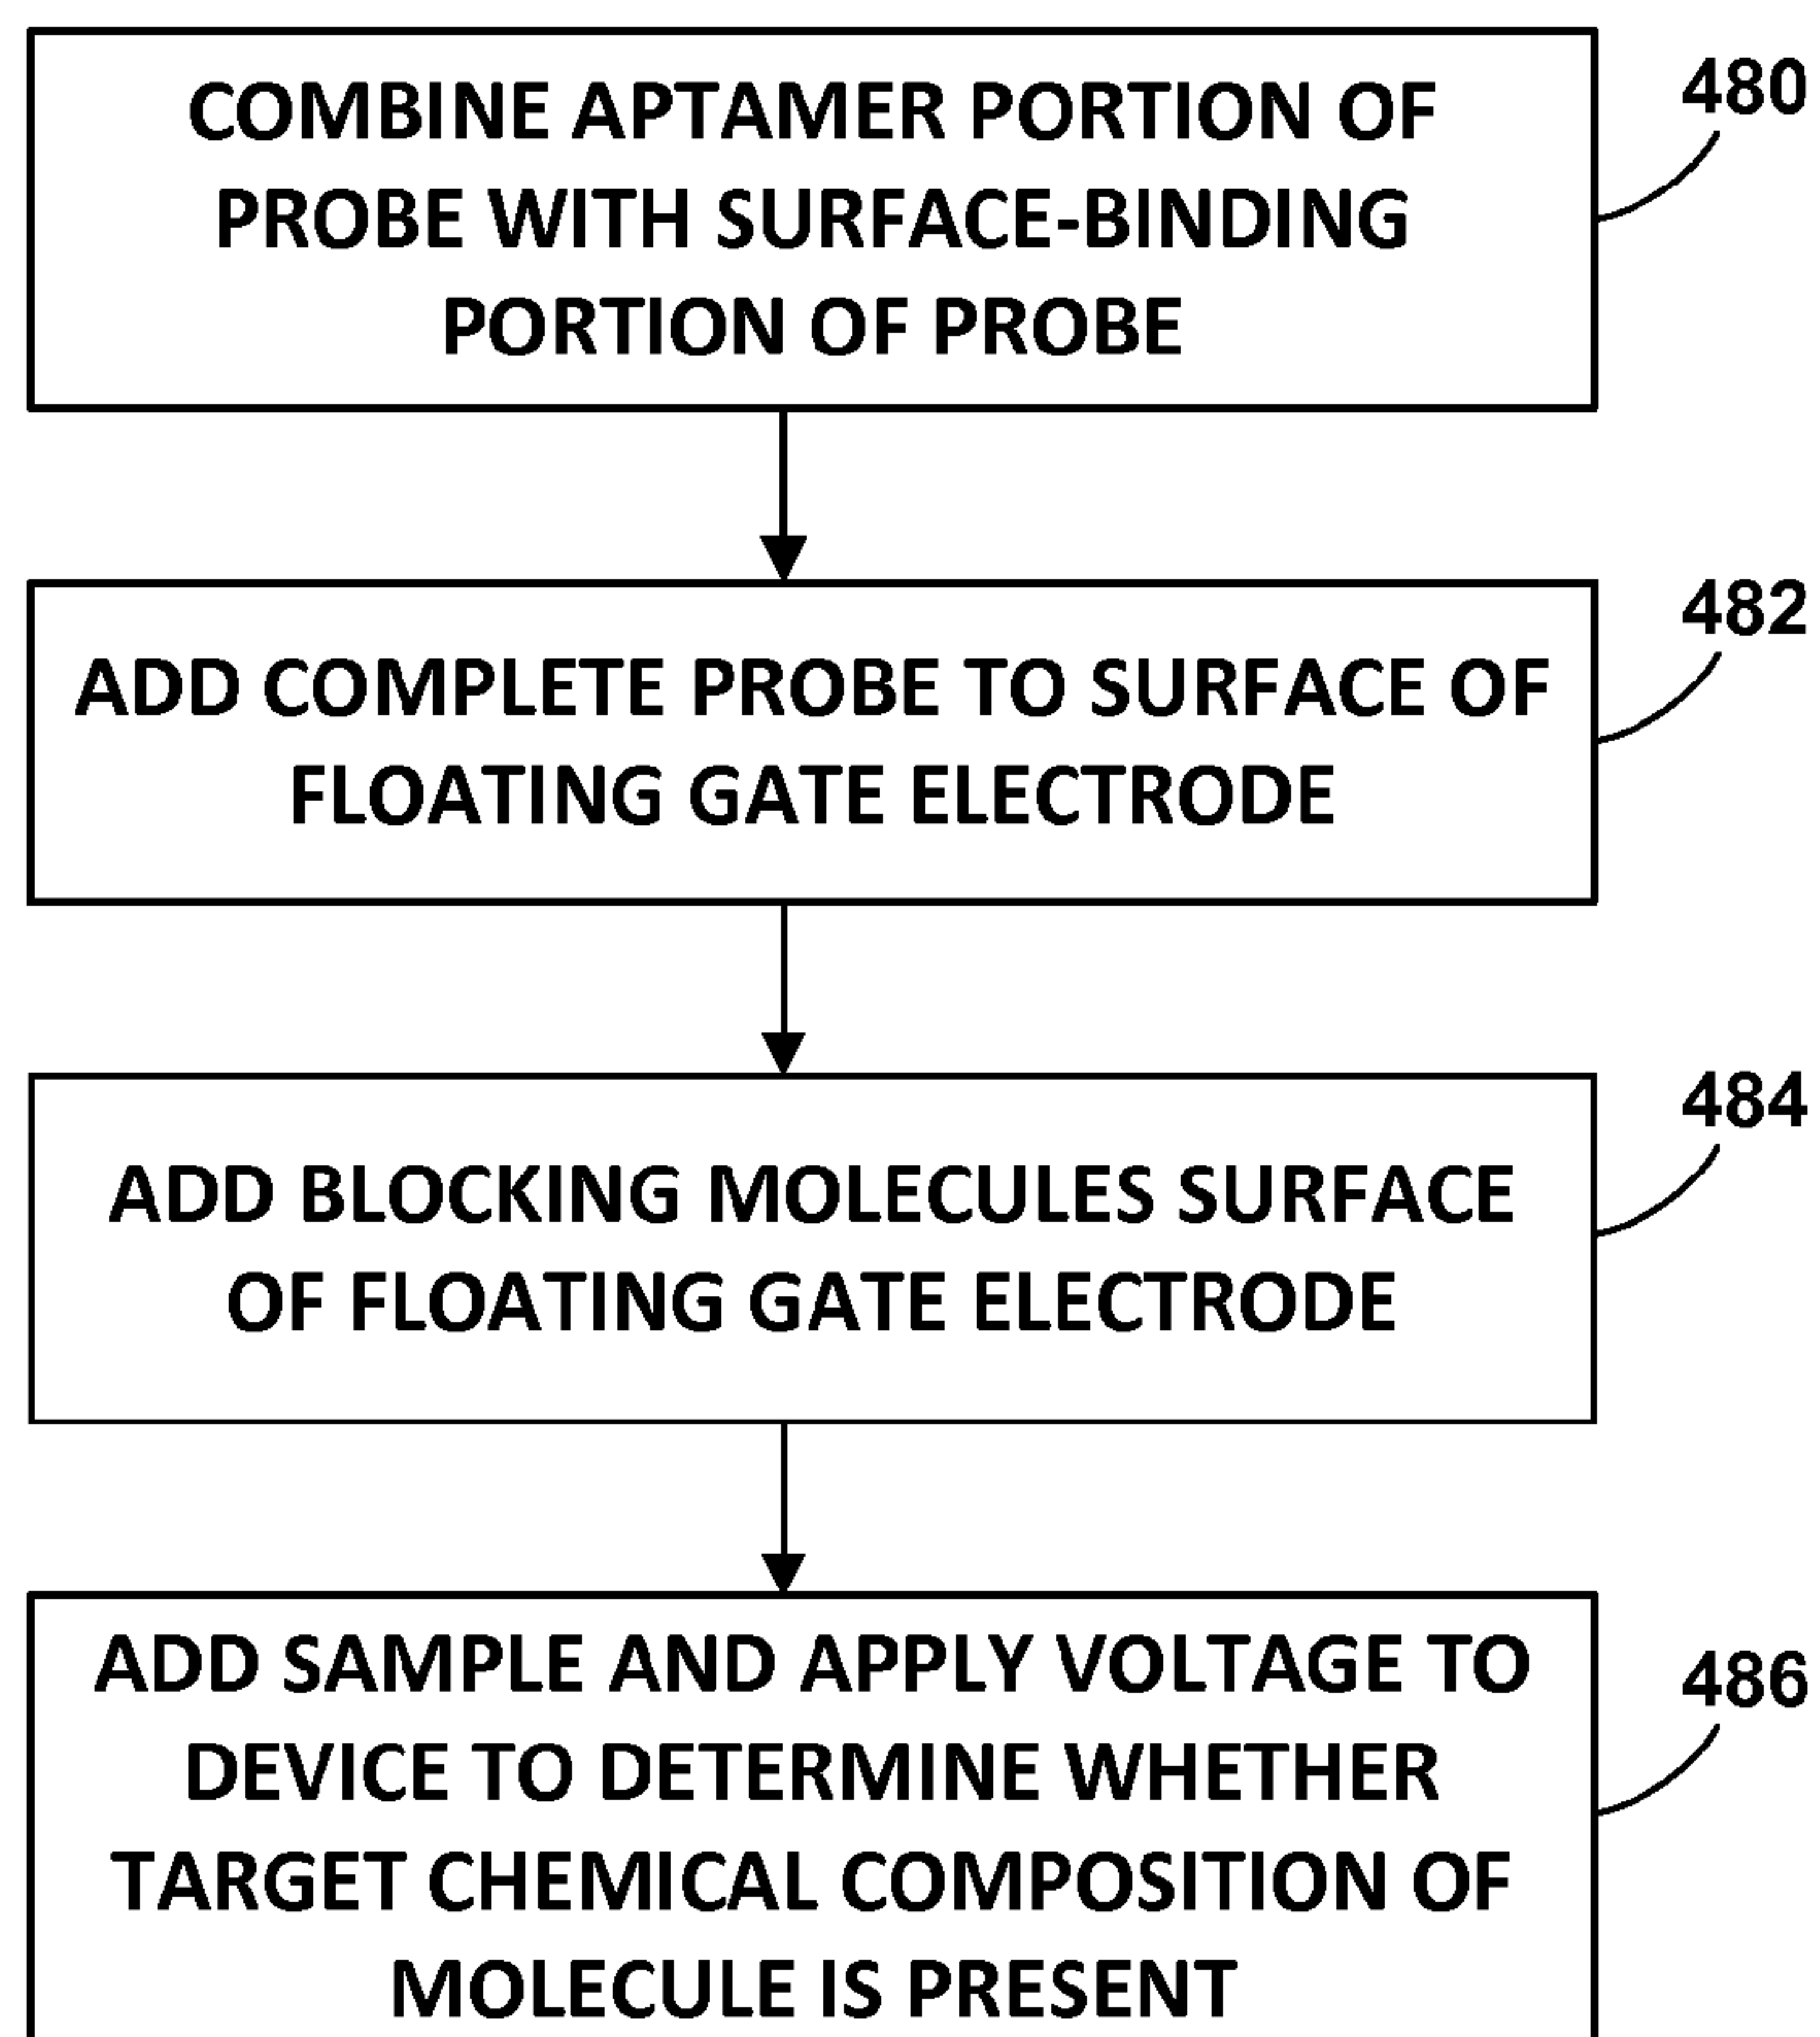 COMBINE APTAMER PORTION OF
PROBE WITH SURFACE-BINDING
PORTION OF PROBE
480
ADD COMPLETE PROBE TO SURFACE OF
FLOATING GATE ELECTRODE
482
ADD BLOCKING MOLECULES SURFACE
OF FLOATING GATE ELECTRODE
484
ADD SAMPLE AND APPLY VOLTAGE TO
DEVICE TO DETERMINE WHETHER
TARGET CHEMICAL COMPOSITION OF
MOLECULE IS PRESENT
486